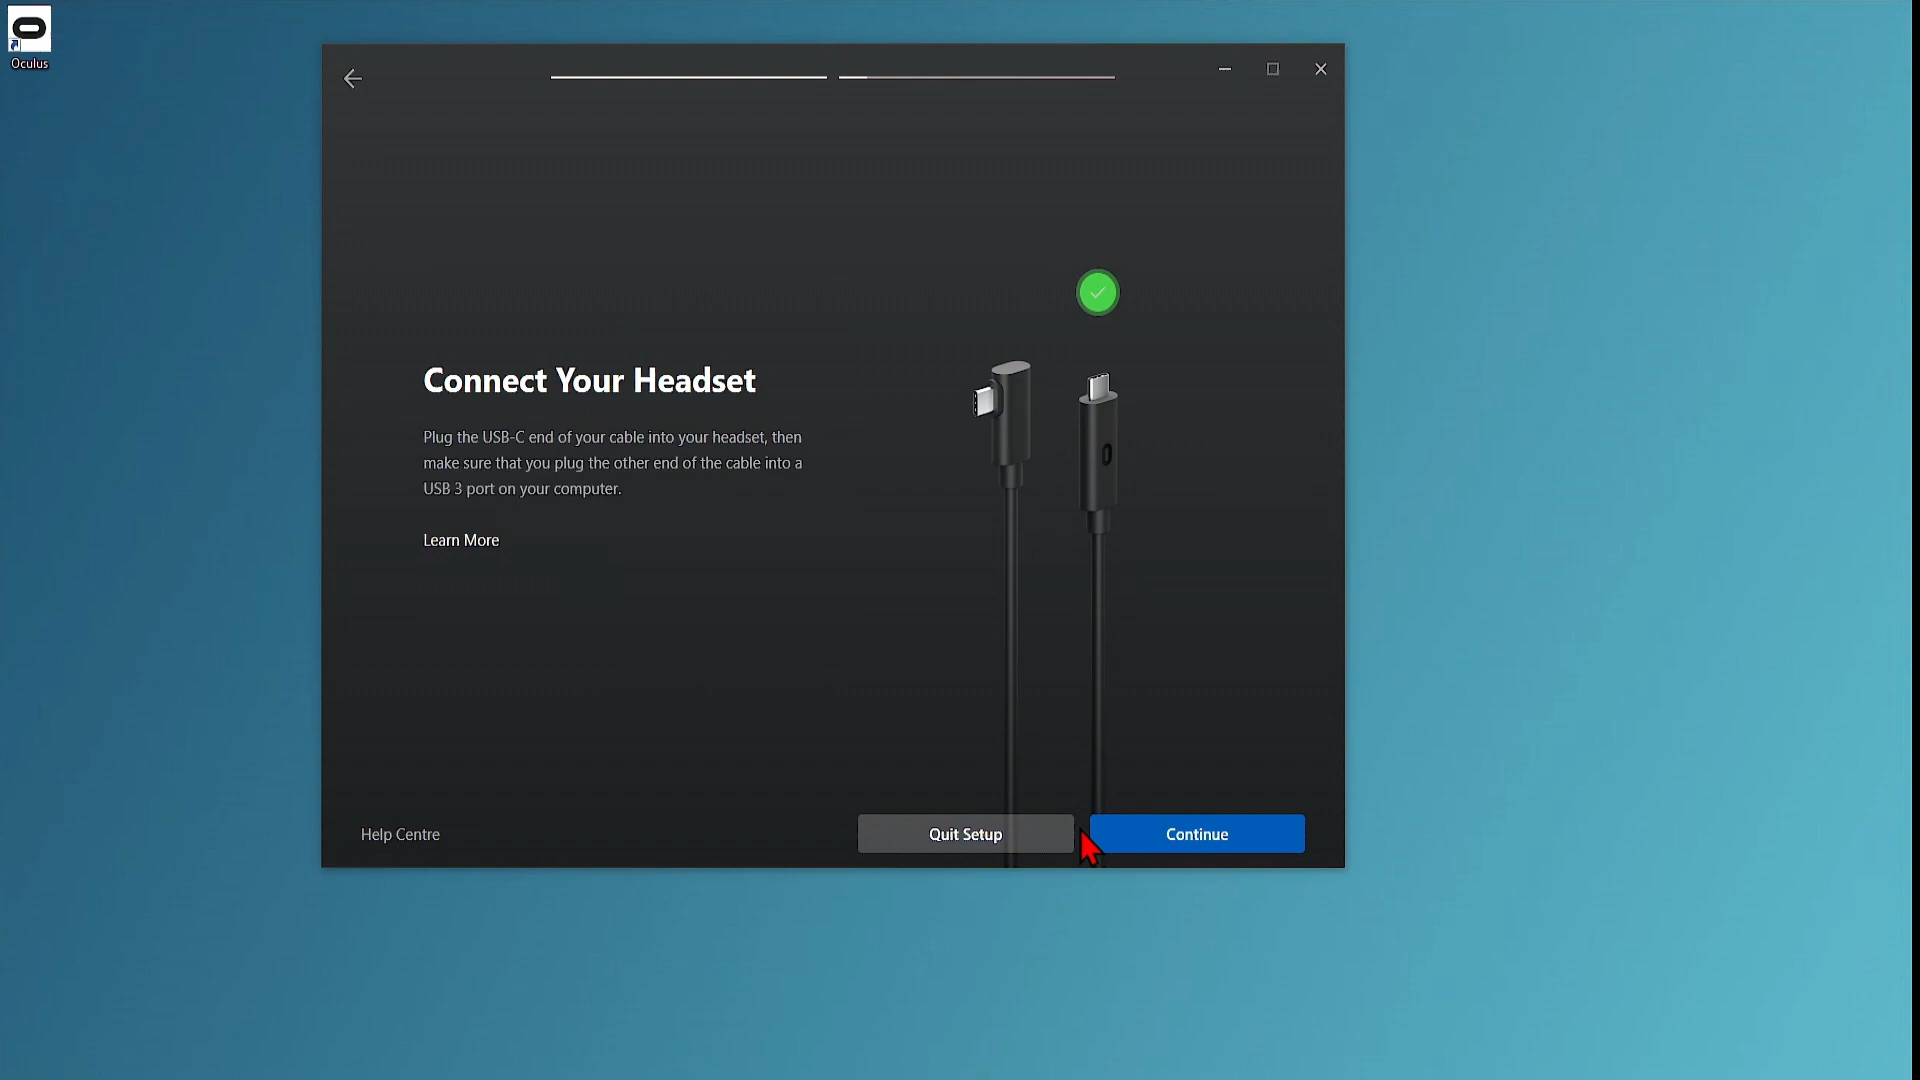 Oculus
Connect Your Headset
Plug the USB-C end of your cable into your headset, then
make sure that you plug the other end of the cable into a
USB 3 port on your computer.
Learn More
Help Centre
Quit Setup
Continue